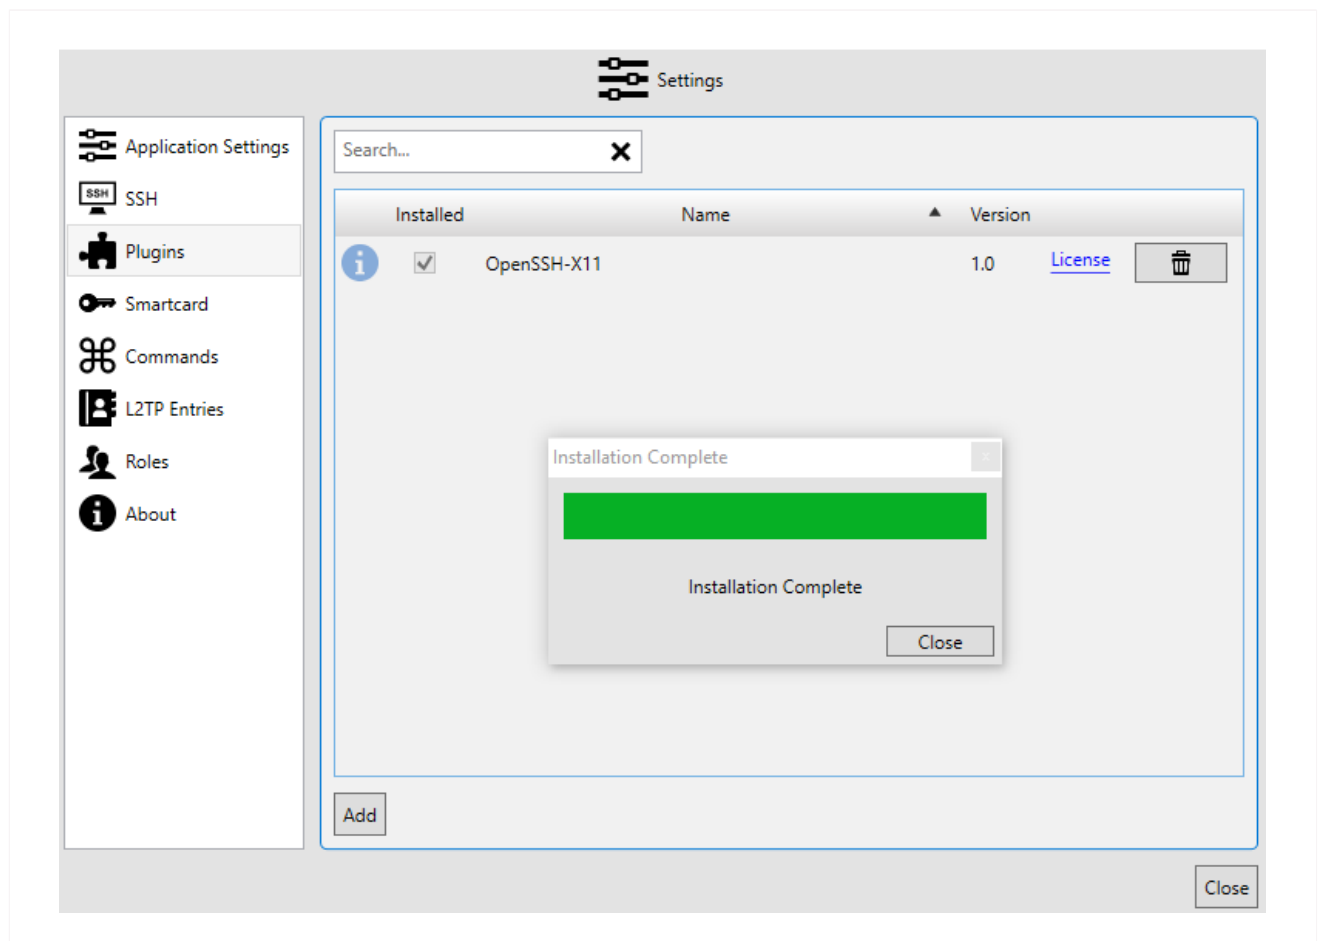 Settings
Application Settings
SSH
SSH
Plugins
Smartcard
Commands
L2TP Entries
Roles
About
Search...
Installed Name Version
OpenSSH-X11 1.0 License
Installation Complete x
Installation Complete
Close
Add
Close